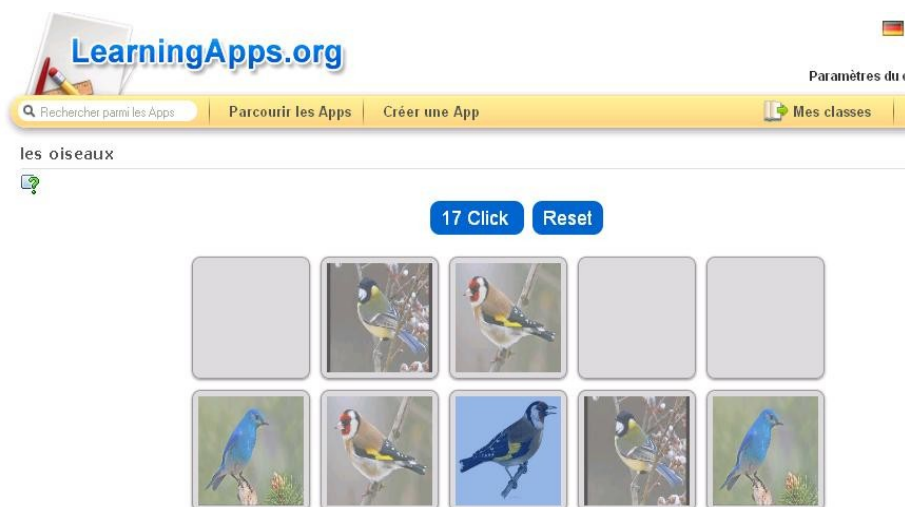 LearningApps.org
Paramètres du
Rechercher parmi les Apps
Parcourir les Apps
Créer une App
Mes classes
les oiseaux
17 Click
Reset